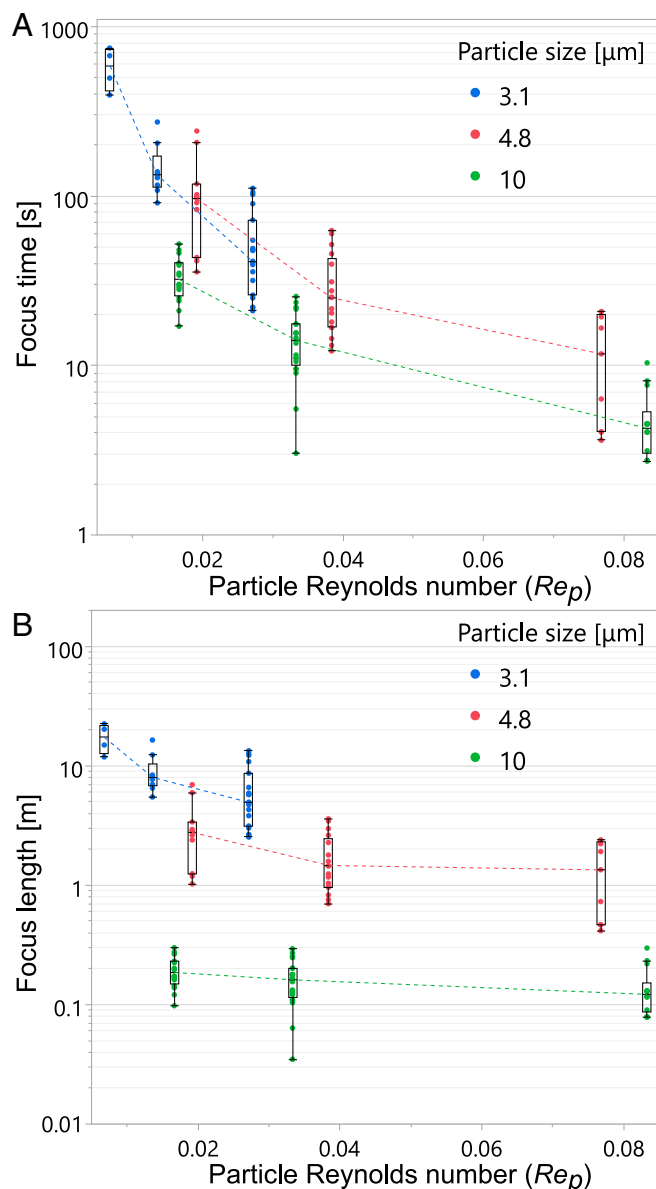 A
1000
100
10
1
Focus time [s]
Particle size [µm]
3.1
4.8
10
0.02
0.04
0.06
0.08
Particle Reynolds number (Rep)
B
100
10
1
0.1
0.01
Focus length [m]
Particle size [µm]
3.1
4.8
10
0.02
0.04
0.06
0.08
Particle Reynolds number (Rep)